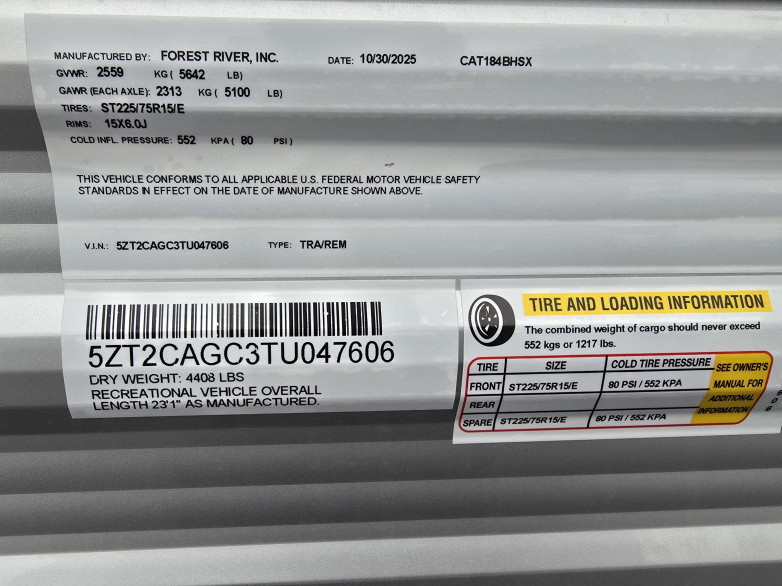 MANUFACTURED BY: FOREST RIVER, INC. DATE: 10/30/2025 CAT184BHSX
GVWR: 2559 KG ( 5642 LB)
GAWR (EACH AXLE): 2313 KG ( 5100 LB)
TIRES: ST225/75R15/E
RIMS: 15X6.0J
COLD INFL. PRESSURE: 552 KPA ( 80 PSI )
THIS VEHICLE CONFORMS TO ALL APPLICABLE U.S. FEDERAL MOTOR VEHICLE SAFETY
STANDARDS IN EFFECT ON THE DATE OF MANUFACTURE SHOWN ABOVE.
V.I.N.: 5ZT2CAGC3TU047606 TYPE: TRA/REM
5ZT2CAGC3TU047606
DRY WEIGHT: 4408 LBS
RECREATIONAL VEHICLE OVERALL
LENGTH 23'1" AS MANUFACTURED.
TIRE AND LOADING INFORMATION
The combined weight of cargo should never exceed
552 kgs or 1217 lbs.
TIRE SIZE COLD TIRE PRESSURE SEE OWNER'S
FRONT ST225/75R15/E 80 PSI / 552 KPA MANUAL FOR
REAR ADDITIONAL
INFORMATION
SPARE ST225/75R15/E 80 PSI / 552 KPA